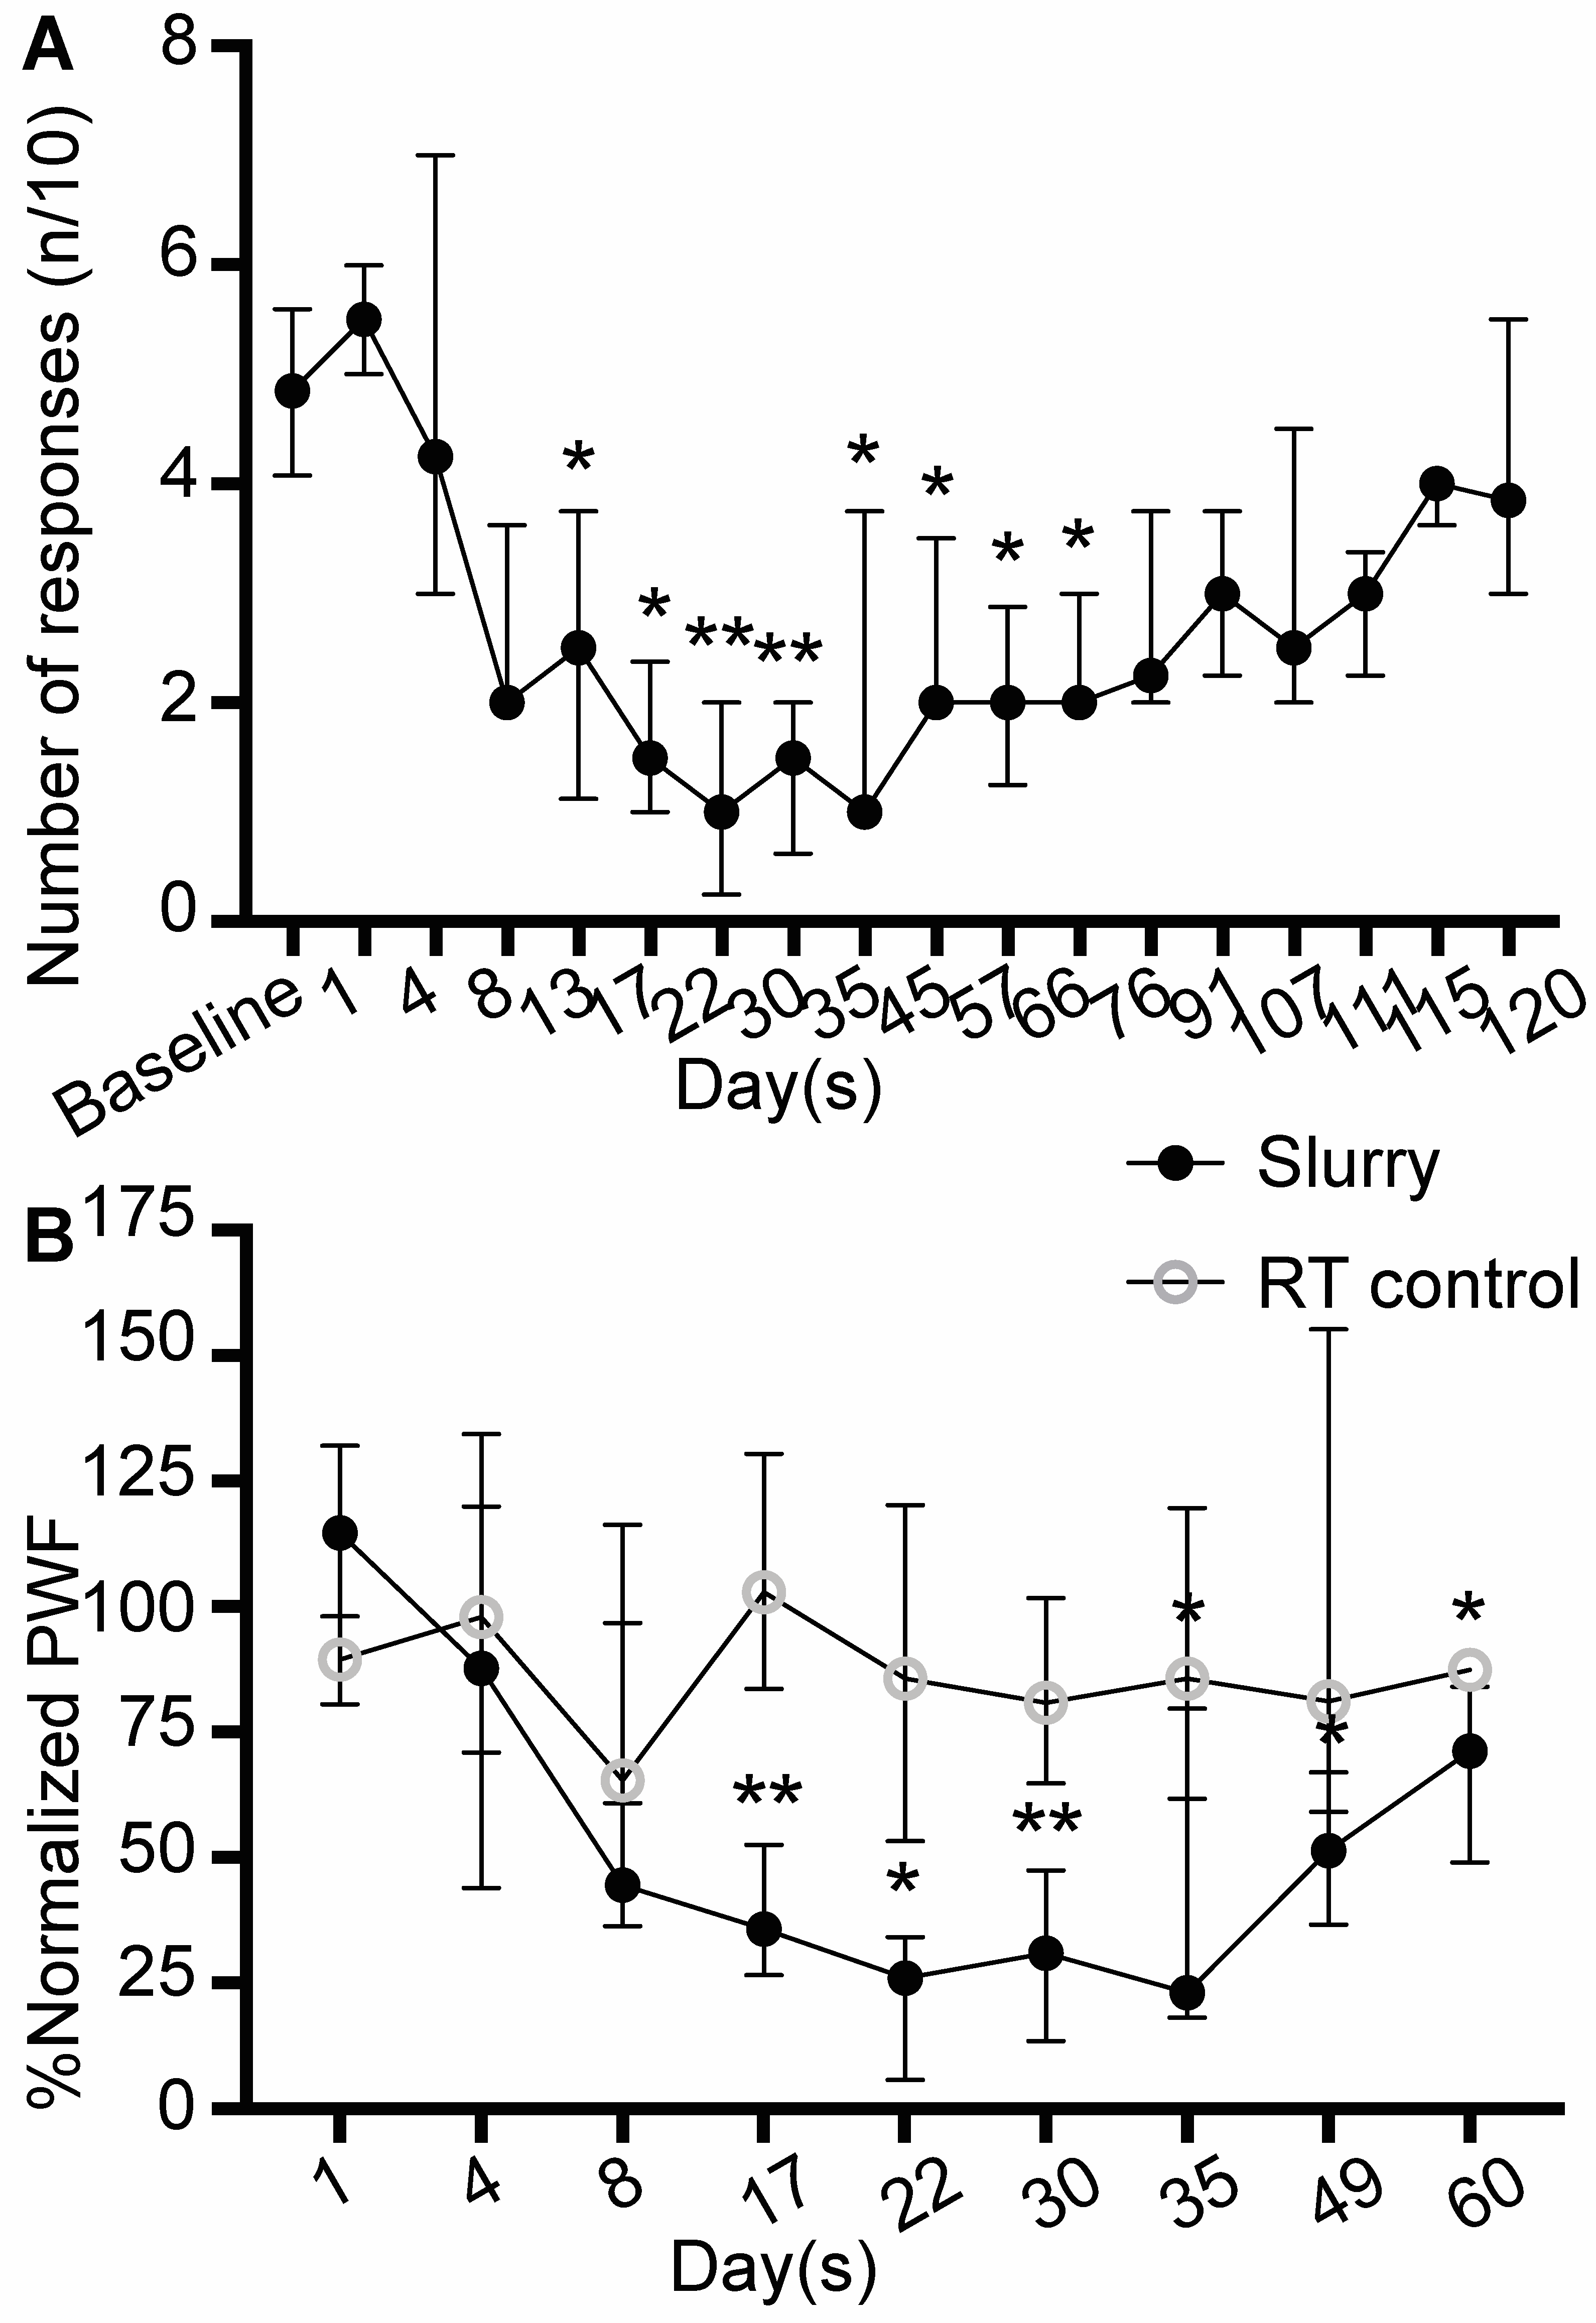 A
8
6
4
2
0
Number of responses (n/10)
*
*
**
**
*
*
*
*
Baseline 1 4 8 13 17 22 30 35 45 57 66 76 91 107 111 115 120
Day(s)
Slurry
RT control
B
175
150
125
100
75
50
25
0
%Normalized PWF
**
*
**
*
*
*
1 4 8 17 22 30 35 49 60
Day(s)